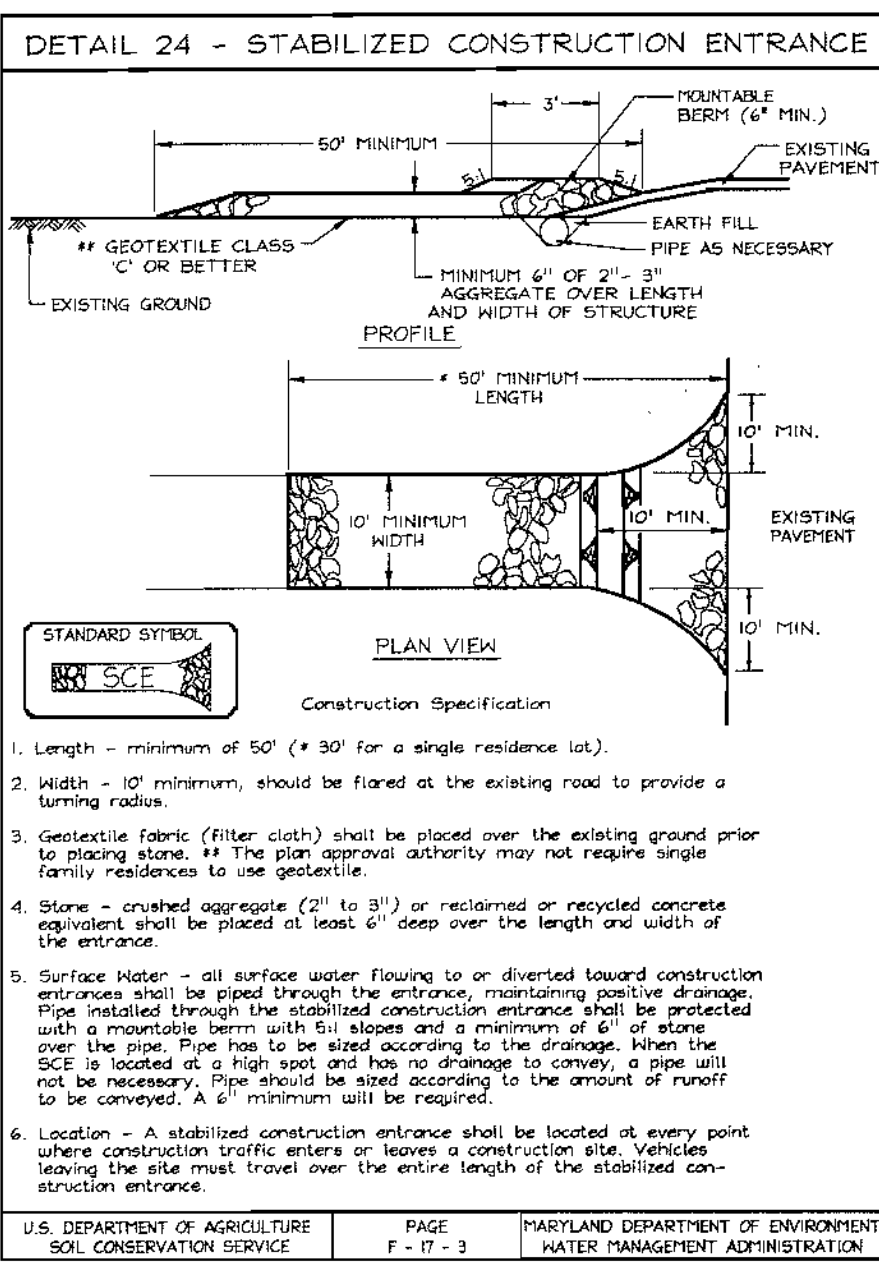 DETAIL 24 - STABILIZED CONSTRUCTION ENTRANCE
3'
MOUNTABLE
BERM (6" MIN.)
50' MINIMUM
EXISTING
PAVEMENT
5:1
5:1
** GEOTEXTILE CLASS
'C' OR BETTER
EARTH FILL
PIPE AS NECESSARY
EXISTING GROUND
MINIMUM 6" OF 2"- 3"
AGGREGATE OVER LENGTH
AND WIDTH OF STRUCTURE
PROFILE
* 50' MINIMUM
LENGTH
10' MIN.
10' MINIMUM
WIDTH
10' MIN.
EXISTING
PAVEMENT
10' MIN.
STANDARD SYMBOL
SCE
PLAN VIEW
Construction Specification
1. Length - minimum of 50' (* 30' for a single residence lot).
2. Width - 10' minimum, should be flared at the existing road to provide a
turning radius.
3. Geotextile fabric (filter cloth) shall be placed over the existing ground prior
to placing stone. ** The plan approval authority may not require single
family residences to use geotextile.
4. Stone - crushed aggregate (2" to 3") or reclaimed or recycled concrete
equivalent shall be placed at least 6" deep over the length and width of
the entrance.
5. Surface Water - all surface water flowing to or diverted toward construction
entrances shall be piped through the entrance, maintaining positive drainage.
Pipe installed through the stabilized construction entrance shall be protected
with a mountable berm with 5:1 slopes and a minimum of 6" of stone
over the pipe. Pipe has to be sized according to the drainage. When the
SCE is located at a high spot and has no drainage to convey, a pipe will
not be necessary. Pipe should be sized according to the amount of runoff
to be conveyed. A 6" minimum will be required.
6. Location - A stabilized construction entrance shall be located at every point
where construction traffic enters or leaves a construction site. Vehicles
leaving the site must travel over the entire length of the stabilized con-
struction entrance.
U.S. DEPARTMENT OF AGRICULTURE
SOIL CONSERVATION SERVICE
PAGE
F - 17 - 3
MARYLAND DEPARTMENT OF ENVIRONMENT
WATER MANAGEMENT ADMINISTRATION